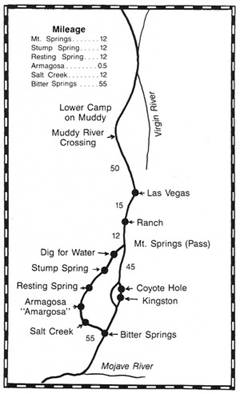 Mileage
Mt. Springs......12
Stump Spring.....12
Resting Spring....12
Armagosa........0.5
Salt Creek........12
Bitter Springs....55
Lower Camp
on Muddy
Muddy River
Crossing
Virgin River
50
Las Vegas
15
Ranch
12
Mt. Springs (Pass)
Dig for Water
45
Stump Spring
Resting Spring
Coyote Hole
Kingston
Armagosa
"Amargosa"
Salt Creek
55
Bitter Springs
Mojave River